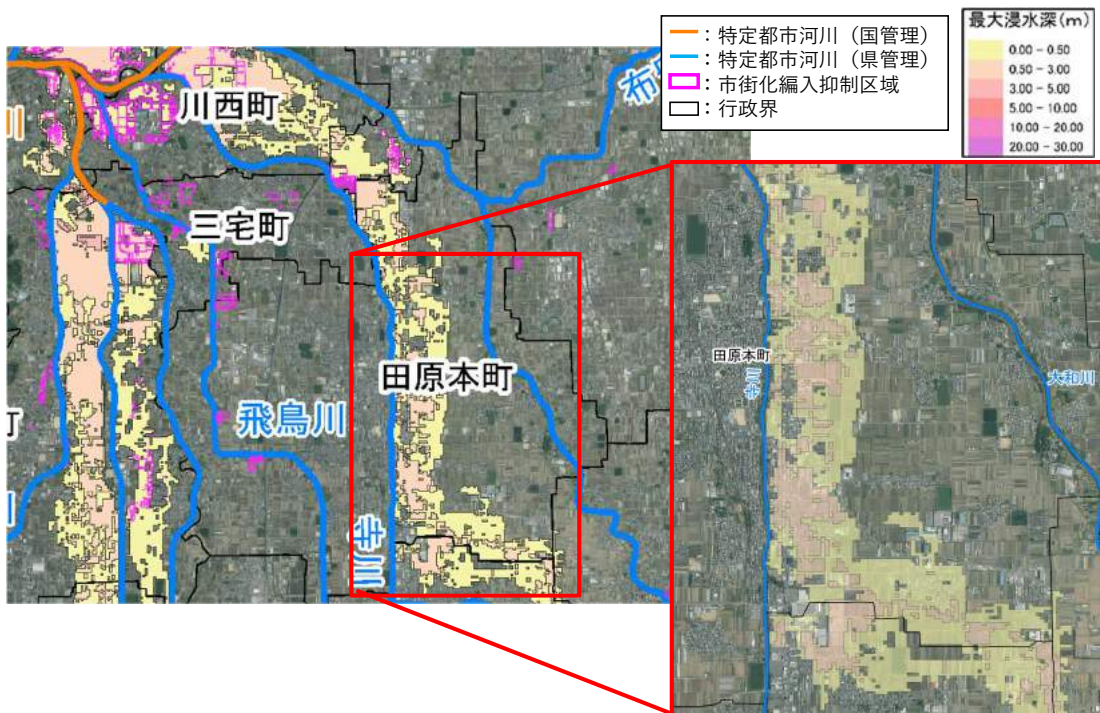 ：特定都市河川（国管理）
：特定都市河川（県管理）
：市街化編入抑制区域
：行政界
最大浸水深(m)
0.00 - 0.50
0.50 - 3.00
3.00 - 5.00
5.00 - 10.00
10.00 - 20.00
20.00 - 30.00
川西町
布
川
三宅町
田原本町
飛鳥川
町
川
寺川
田原本町
寺川
大和川